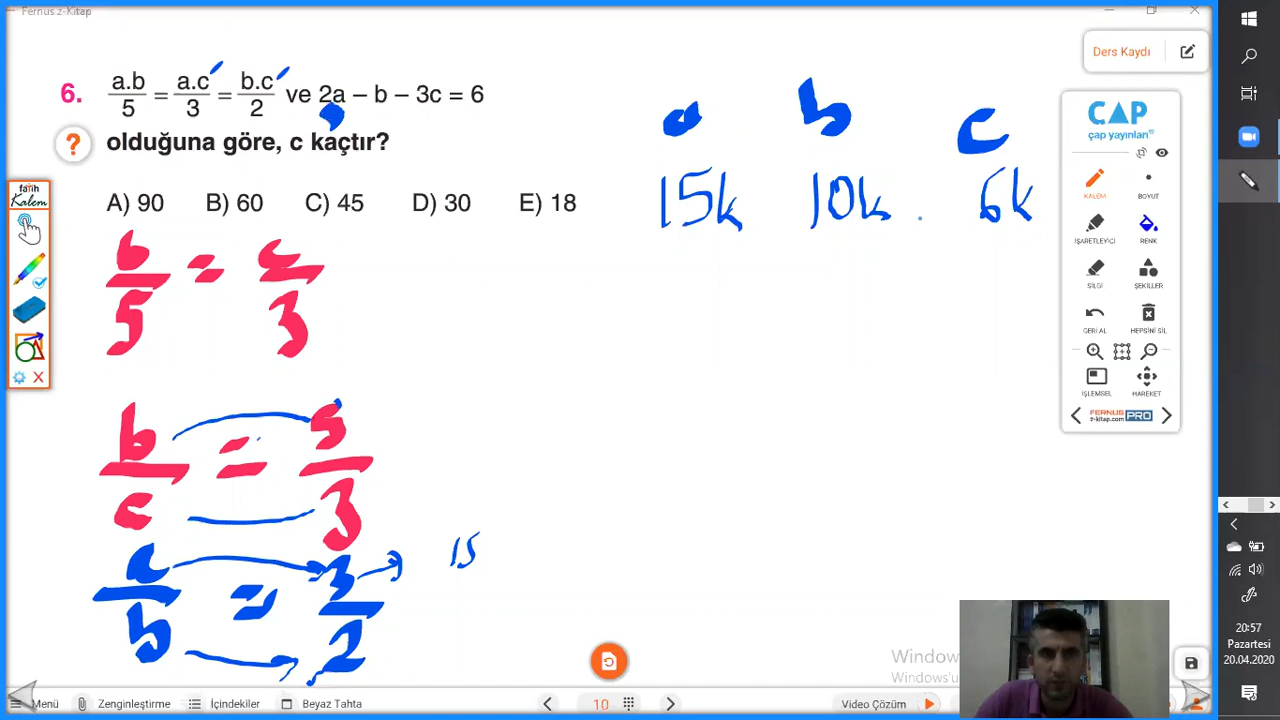 Fernus z-Kitap
6. a.b/5 = a.c/3 = b.c/2 ve 2a – b – 3c = 6
olduğuna göre, c kaçtır?
A) 90 B) 60 C) 45 D) 30 E) 18
a b c
15k 10k 6k
b/5 = c/3
b/c = 5/3
a/b = 3/2
15
fatih
Kalem
Ders Kaydı
CAP
çap yayınları
KALEM BOYUT
İŞARETLEYİCİ RENK
SİLGİ ŞEKİLLER
GERİ AL HEPSİNİ SİL
İŞLEMSEL HAREKET
FERNUS PRO
z-kitap.com
Window
Windows'u
Menü Zenginleştirme İçindekiler Beyaz Tahta 10 Video Çözüm
20:57
Pazartesi
20.04.2020